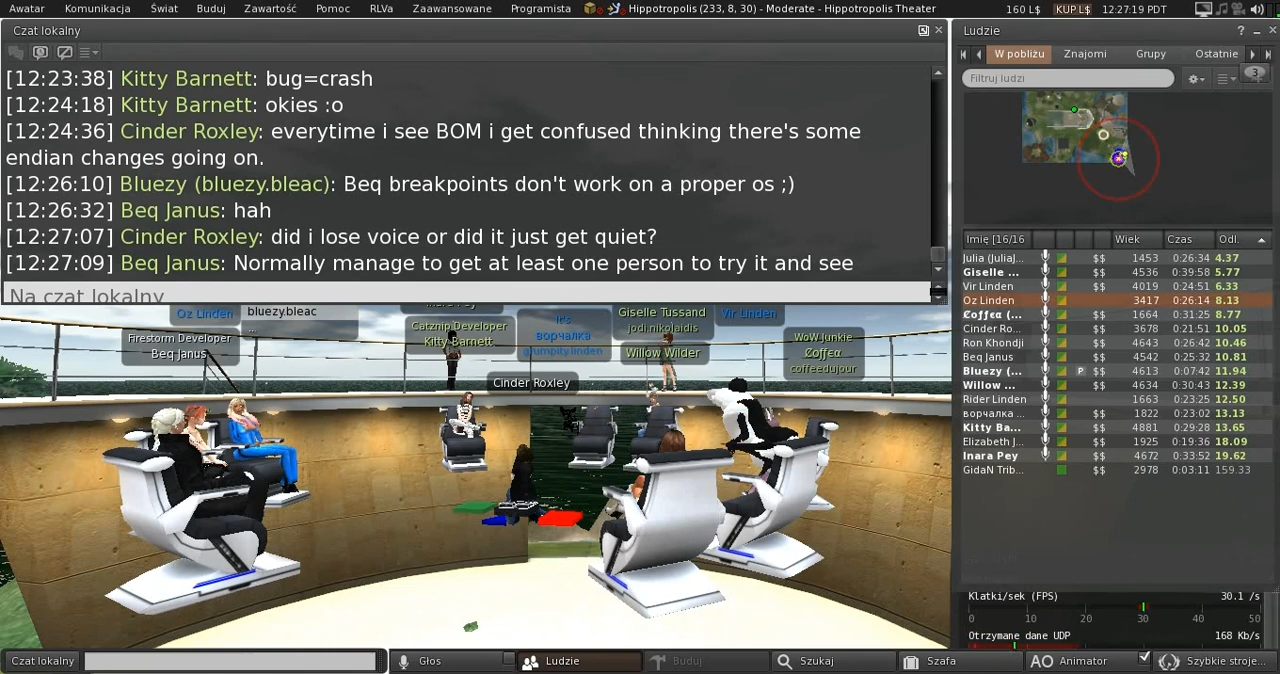 Awatar Komunikacja Świat Buduj Zawartość Pomoc RLVa Zaawansowane Programista Hippotropolis (233, 8, 30) - Moderate - Hippotropolis Theater 160 L$ KUP L$ 12:27:19 PDT
Czat lokalny
[12:23:38] Kitty Barnett: bug=crash
[12:24:18] Kitty Barnett: okies :o
[12:24:36] Cinder Roxley: everytime i see BOM i get confused thinking there's some
endian changes going on.
[12:26:10] Bluezy (bluezy.bleac): Beq breakpoints don't work on a proper os ;)
[12:26:32] Beq Janus: hah
[12:27:07] Cinder Roxley: did i lose voice or did it just get quiet?
[12:27:09] Beq Janus: Normally manage to get at least one person to try it and see
Na czat lokalny
Oz Linden
bluezy.bleac
...
Firestorm Developer
Beq Janus
Catznip Developer
Kitty Barnett
It's
ворчалка
grumpity.linden
Giselle Tussand
jodi.nikolaidis
Vir Linden
Willow Wilder
WoW Junkie
Coffeε
coffeedujour
Cinder Roxley
Ludzie
W pobliżu Znajomi Grupy Ostatnie
Filtruj ludzi
3
Imię [16/16 Wiek Czas Odl.
Julia (JuliaJ... $$ 1453 0:26:34 4.37
Giselle ... $$ 4536 0:39:58 5.77
Vir Linden $$ 4019 0:24:51 6.33
Oz Linden 3417 0:26:14 8.13
(... $$ 1664 0:31:25 8.77
Cinder Ro... $$ 3678 0:21:51 10.05
Ron Khondji $$ 4643 0:26:42 10.46
Beq Janus $$ 4542 0:25:32 10.81
Bluezy (... P $$ 4613 0:07:42 11.94
Willow ... $$ 4634 0:30:43 12.39
Rider Linden 1663 0:23:25 12.50
ворчалка ... $$ 1822 0:23:02 13.13
Kitty Ba... $$ 4881 0:29:28 13.65
Elizabeth J... $$ 1925 0:19:36 18.09
Inara Pey $$ 4672 0:33:52 19.62
GidaN Trib... $$ 2978 0:03:11 159.33
Klatki/sek (FPS) 30.1 /s
0 10 20 30 40 50
Otrzymane dane UDP 168 Kb/s
Czat lokalny Głos Ludzie Buduj Szukaj Szafa AO Animator Szybkie stroje...